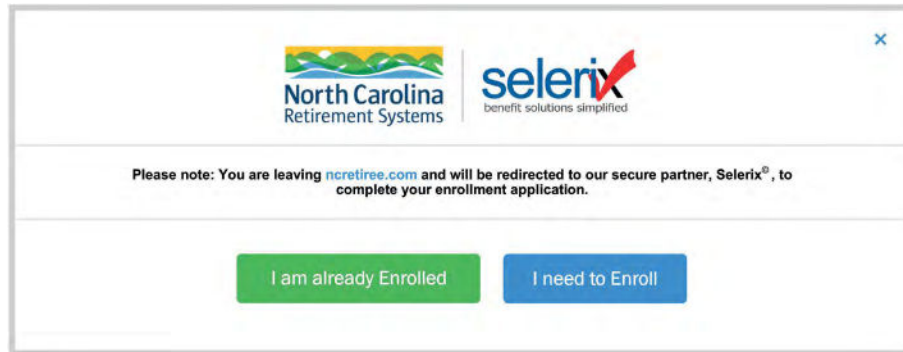 ×
North Carolina
Retirement Systems
selerix
benefit solutions simplified
Please note: You are leaving ncretiree.com and will be redirected to our secure partner, Selerix©, to
complete your enrollment application.
I am already Enrolled
I need to Enroll